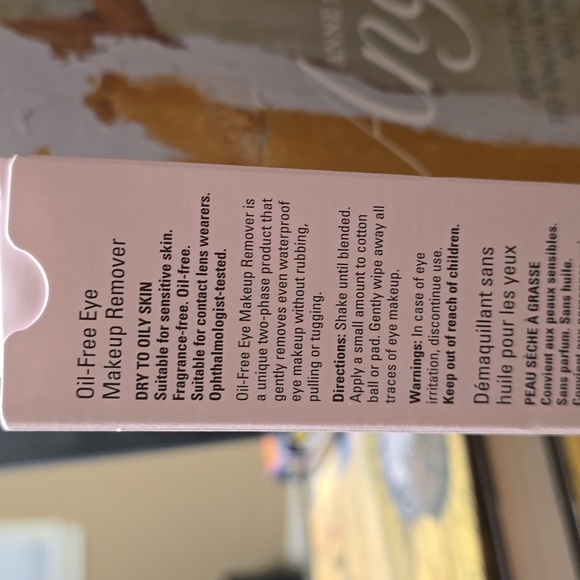 Oil-Free Eye
Makeup Remover
DRY TO OILY SKIN
Suitable for sensitive skin.
Fragrance-free. Oil-free.
Suitable for contact lens wearers.
Ophthalmologist-tested.
Oil-Free Eye Makeup Remover is
a unique two-phase product that
gently removes even waterproof
eye makeup without rubbing,
pulling or tugging.
Directions: Shake until blended.
Apply a small amount to cotton
ball or pad. Gently wipe away all
traces of eye makeup.
Warnings: In case of eye
irritation, discontinue use.
Keep out of reach of children.
Démaquillant sans
huile pour les yeux
PEAU SÈCHE À GRASSE
Convient aux peaux sensibles.
Sans parfum. Sans huile.
ANNE
Ang